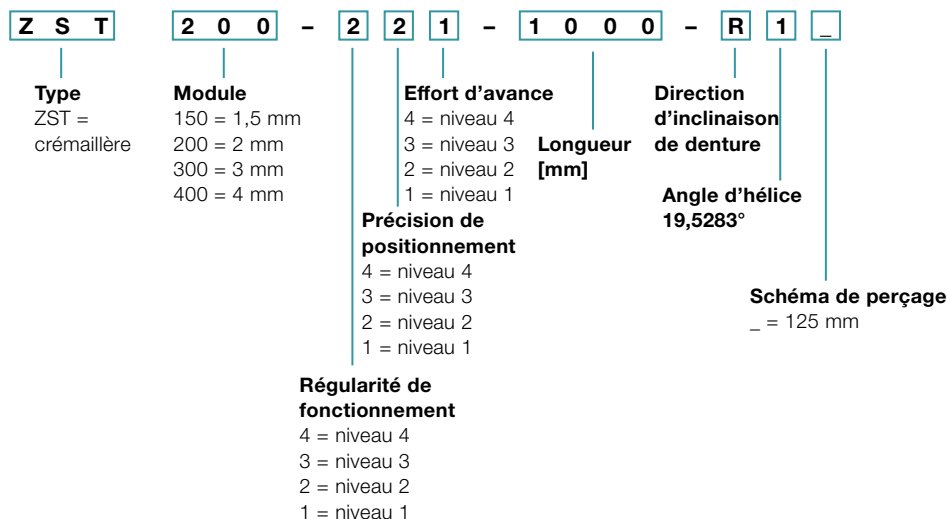 Z S T 2 0 0 – 2 2 1 – 1 0 0 0 – R 1 _
Type
ZST =
crémaillère
Module
150 = 1,5 mm
200 = 2 mm
300 = 3 mm
400 = 4 mm
Effort d'avance
4 = niveau 4
3 = niveau 3
2 = niveau 2
1 = niveau 1
Longueur
[mm]
Direction
d'inclinaison
de denture
Angle d'hélice
19,5283°
Précision de
positionnement
4 = niveau 4
3 = niveau 3
2 = niveau 2
1 = niveau 1
Schéma de perçage
_ = 125 mm
Régularité de
fonctionnement
4 = niveau 4
3 = niveau 3
2 = niveau 2
1 = niveau 1